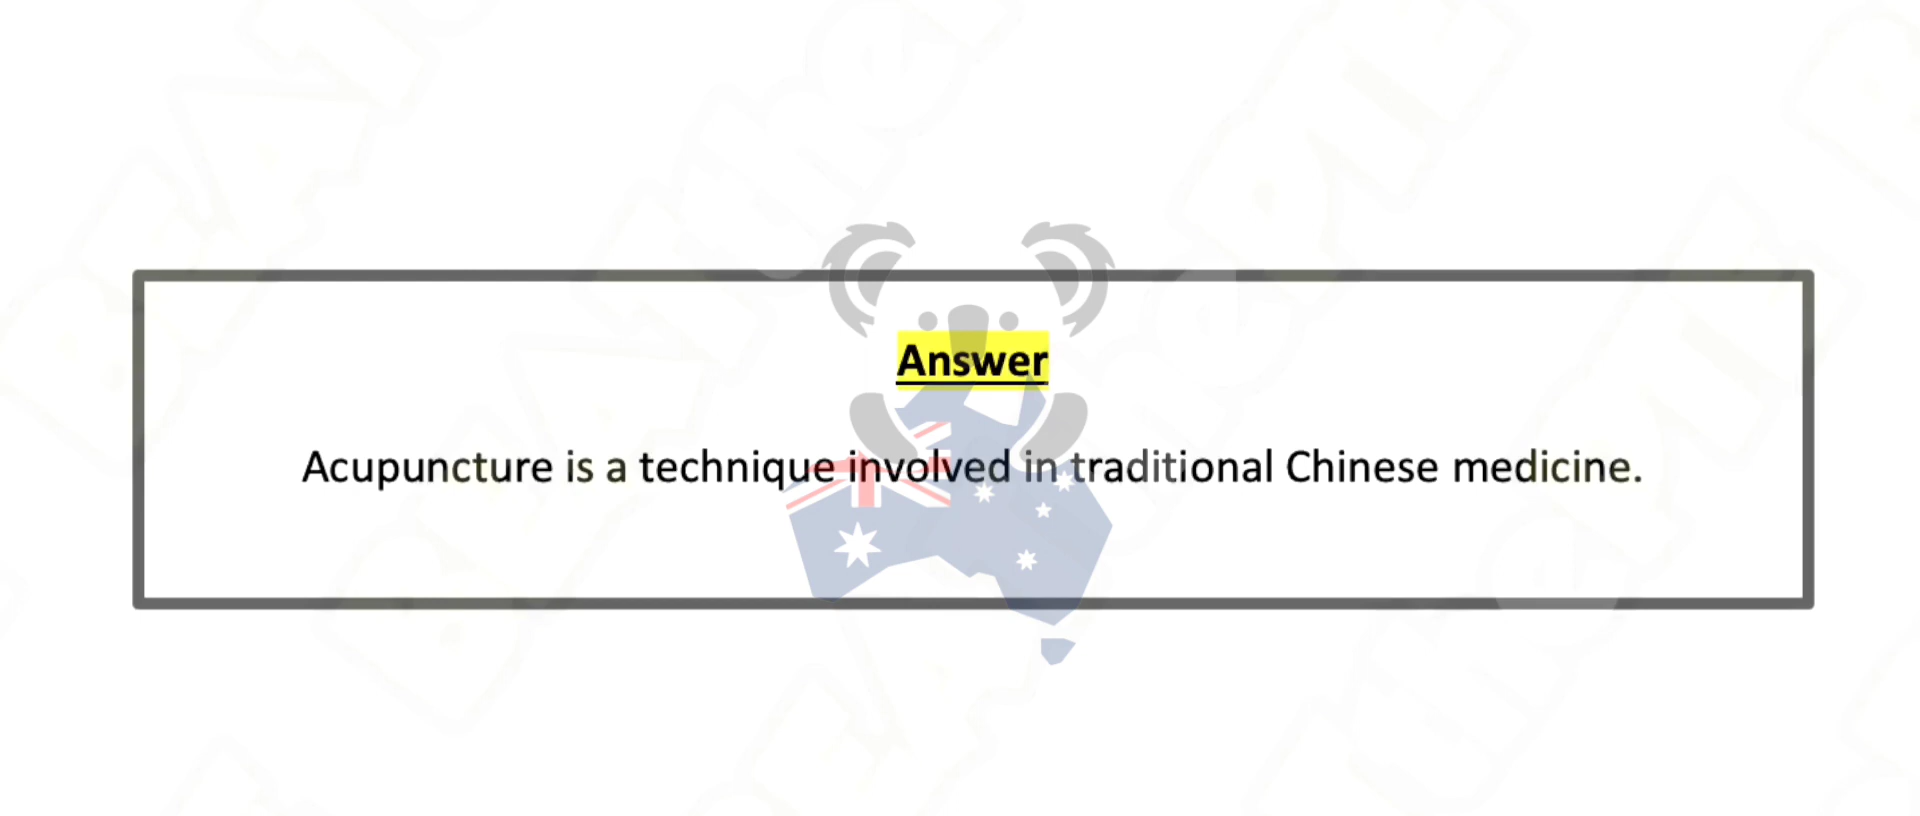 Answer
Acupuncture is a technique involved in traditional Chinese medicine.